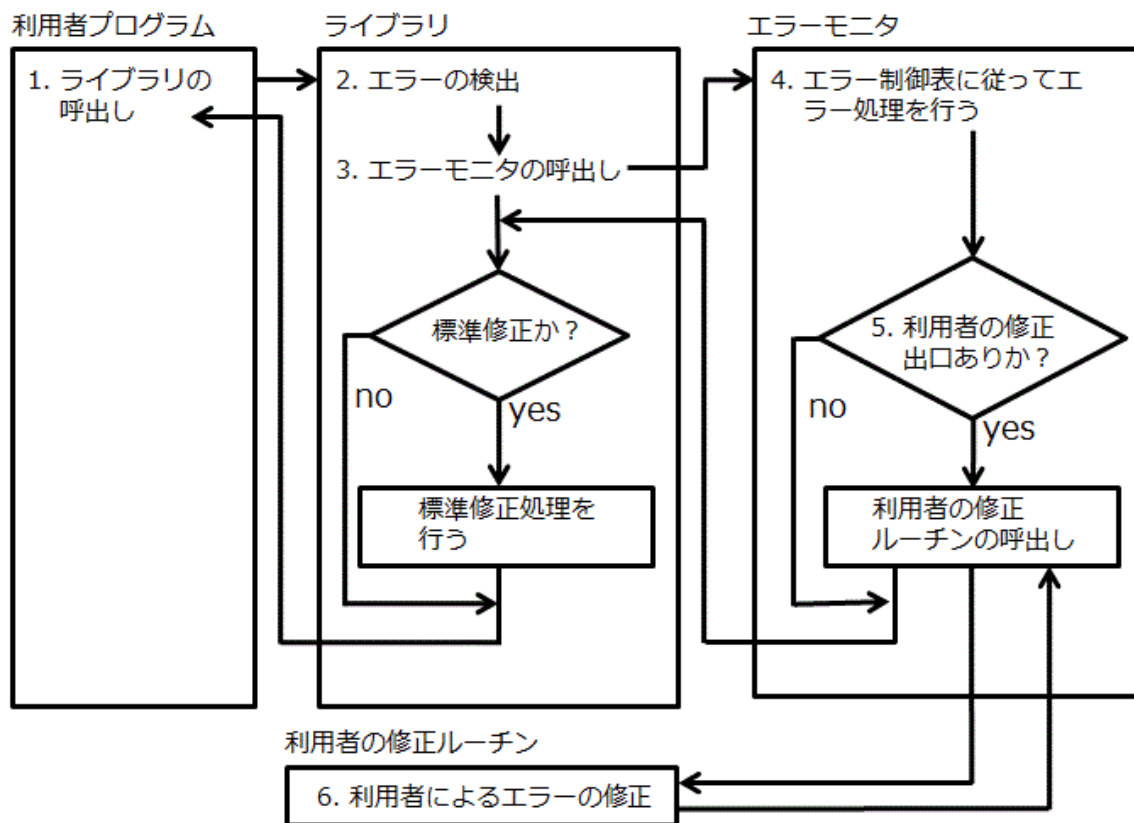 利用者プログラム
1. ライブラリの
呼出し
ライブラリ
2. エラーの検出
3. エラーモニタの呼出し
標準修正か？
no
yes
標準修正処理を
行う
エラーモニタ
4. エラー制御表に従ってエ
ラー処理を行う
5. 利用者の修正
出口ありか？
no
yes
利用者の修正
ルーチンの呼出し
利用者の修正ルーチン
6. 利用者によるエラーの修正